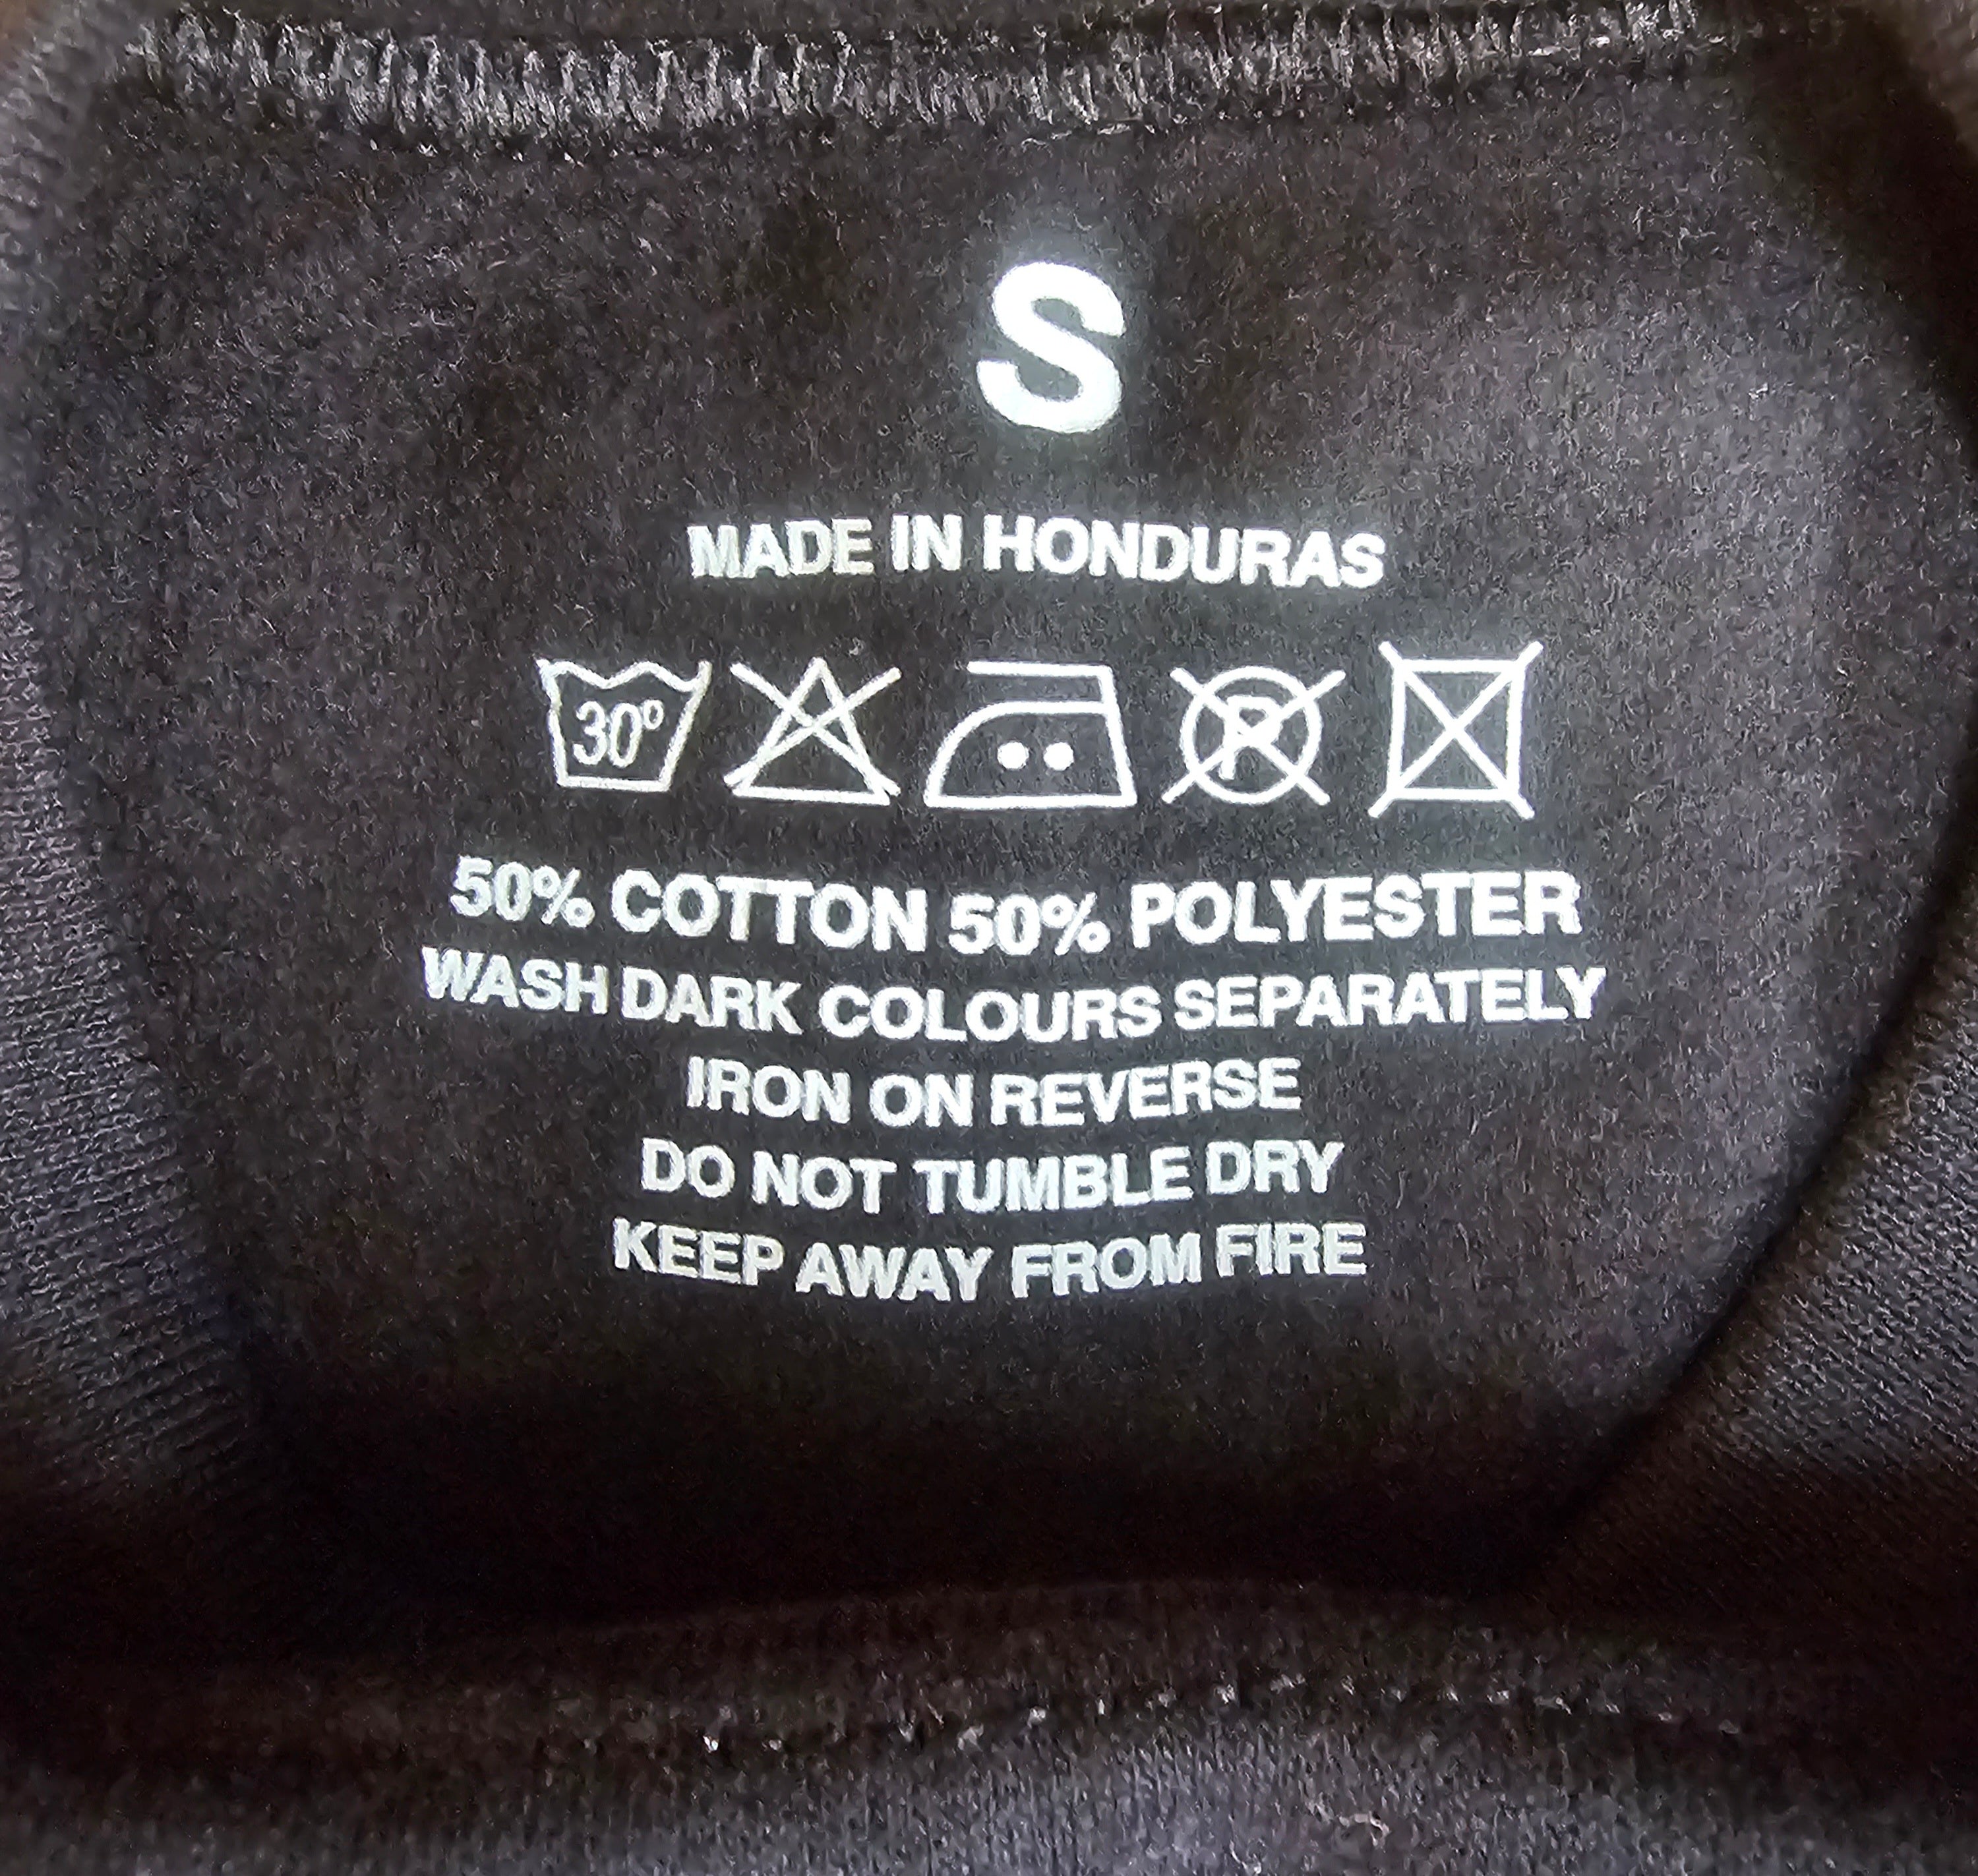 S
MADE IN HONDURAS
30° P
50% COTTON 50% POLYESTER
WASH DARK COLOURS SEPARATELY
IRON ON REVERSE
DO NOT TUMBLE DRY
KEEP AWAY FROM FIRE